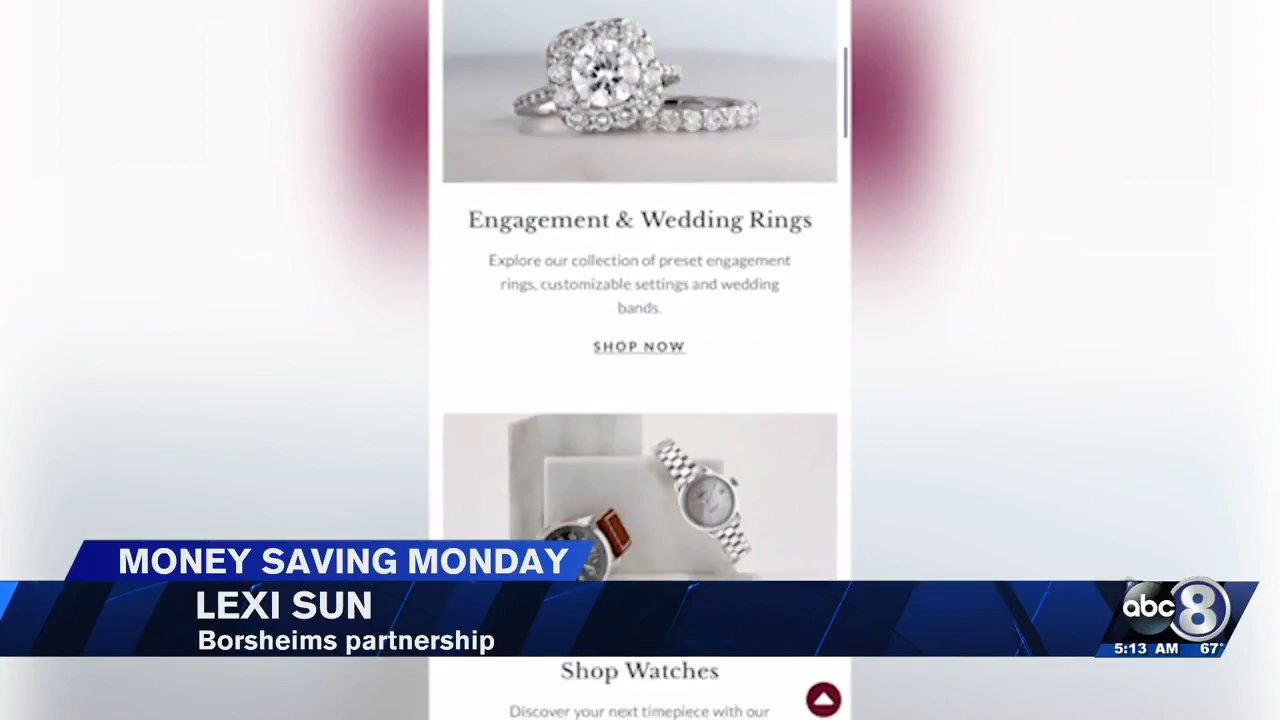 Engagement & Wedding Rings
Explore our collection of preset engagement
rings, customizable settings and wedding
bands.
SHOP NOW
MONEY SAVING MONDAY
LEXI SUN
Borsheims partnership
abc 8
5:13 AM 67°
Shop Watches
Discover your next timepiece with our